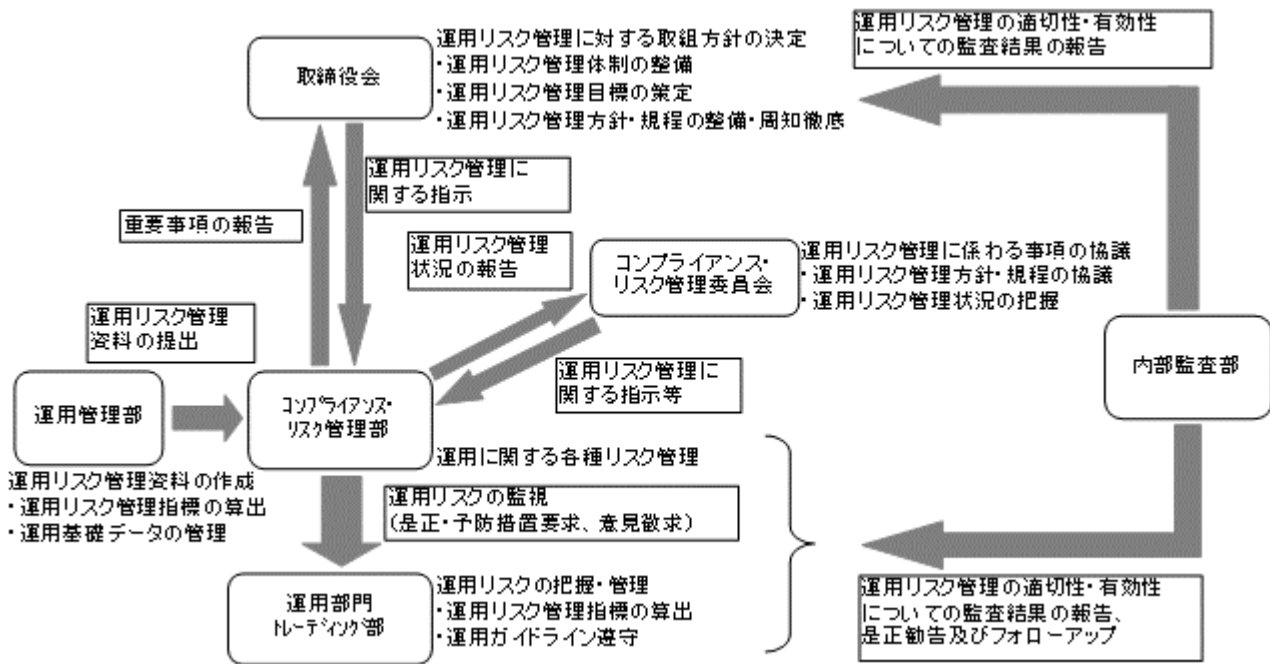 取締役会
運用リスク管理に対する取組方針の決定
・運用リスク管理体制の整備
・運用リスク管理目標の策定
・運用リスク管理方針・規程の整備・周知徹底
運用リスク管理の適切性・有効性
についての監査結果の報告
運用リスク管理に
関する指示
重要事項の報告
運用リスク管理
状況の報告
コンプライアンス・
リスク管理委員会
運用リスク管理に係わる事項の協議
・運用リスク管理方針・規程の協議
・運用リスク管理状況の把握
運用リスク管理
資料の提出
運用リスク管理に
関する指示等
内部監査部
運用管理部
コンプライアンス・
リスク管理部
運用に関する各種リスク管理
運用リスク管理資料の作成
・運用リスク管理指標の算出
・運用基礎データの管理
運用リスクの監視
(是正・予防措置要求、意見徴求)
運用部門
トレーディング部
運用リスクの把握・管理
・運用リスク管理指標の算出
・運用ガイドライン遵守
運用リスク管理の適切性・有効性
についての監査結果の報告、
是正勧告及びフォローアップ